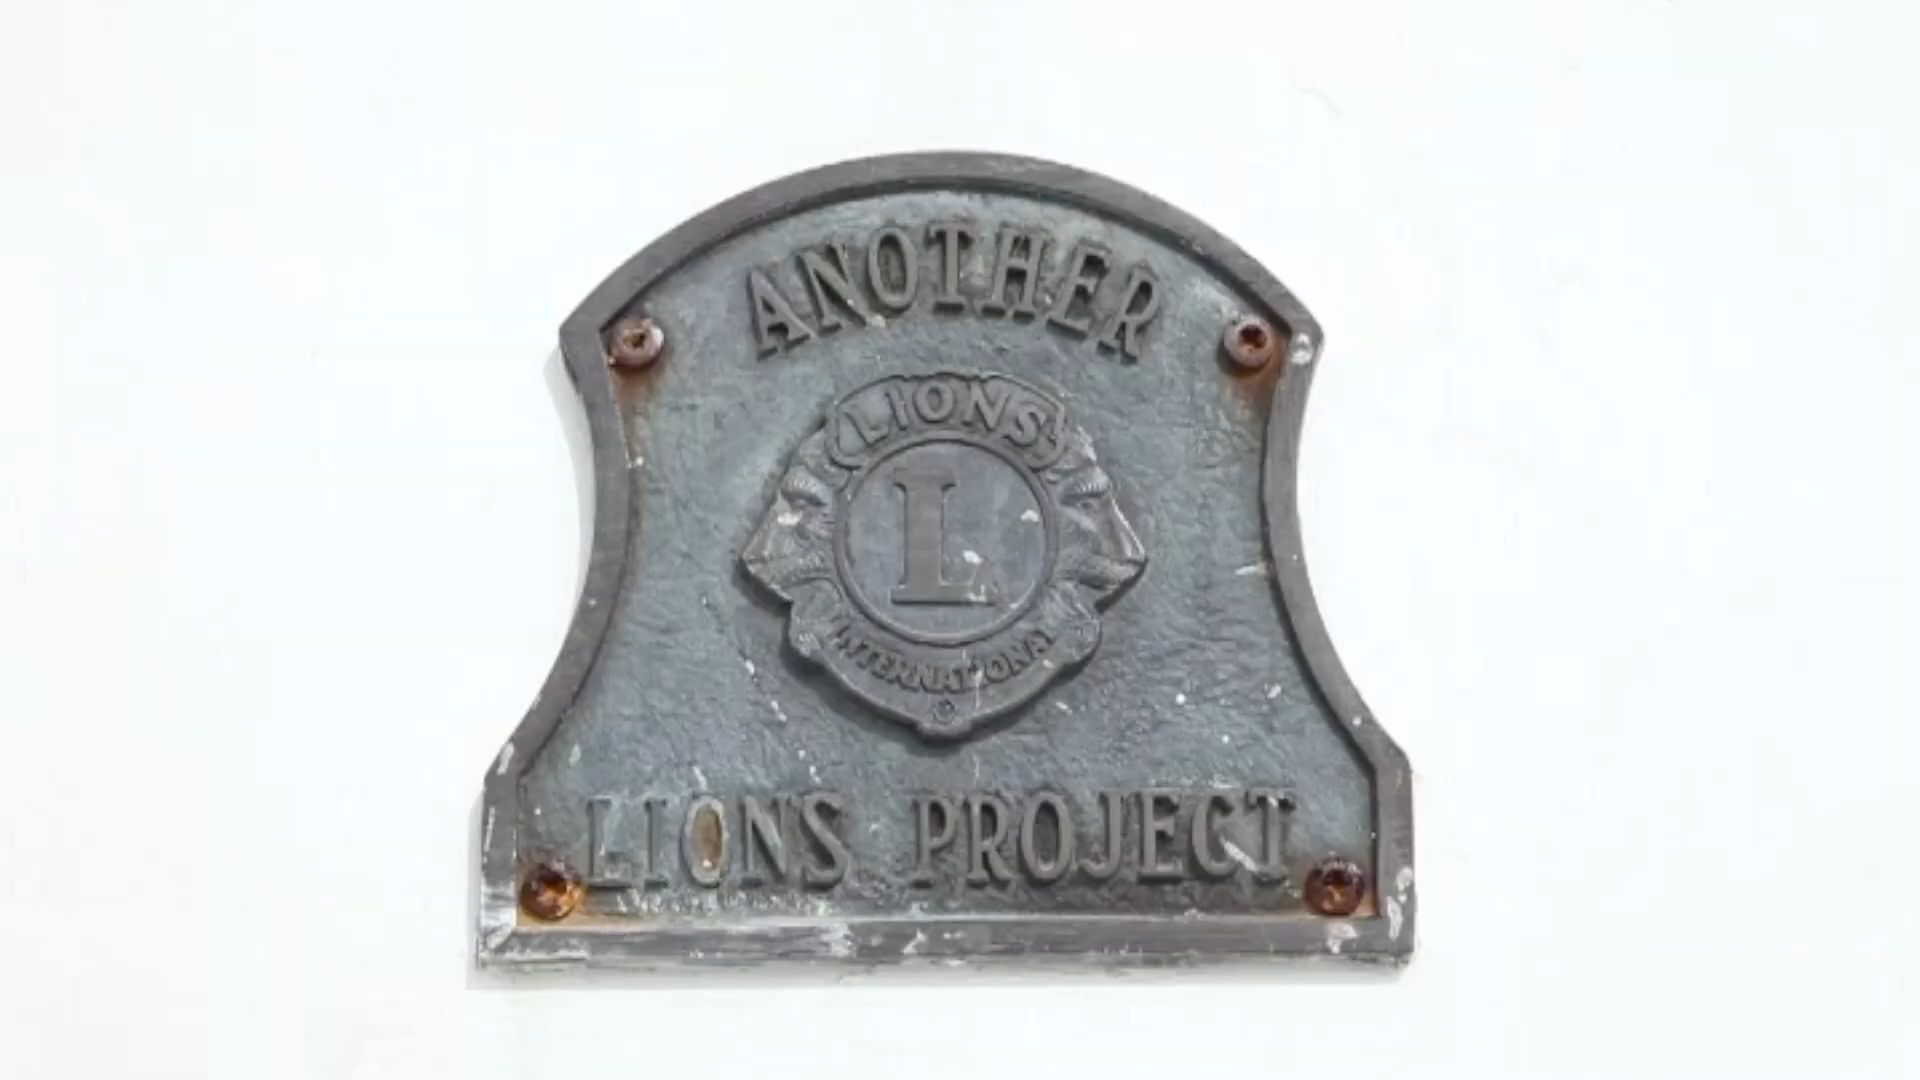 ANOTHER
LIONS
L
INTERNATIONAL
LIONS PROJECT